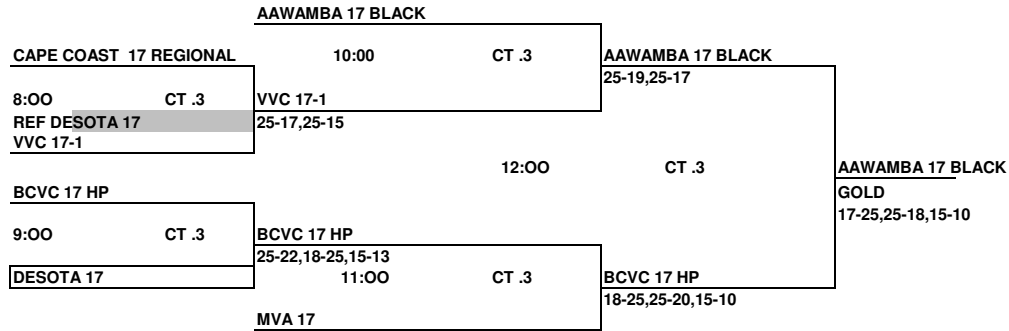 AAWAMBA 17 BLACK
CAPE COAST 17 REGIONAL 10:00 CT .3 AAWAMBA 17 BLACK
25-19,25-17
8:OO CT .3 VVC 17-1
REF DESOTA 17 25-17,25-15
VVC 17-1
12:OO CT .3 AAWAMBA 17 BLACK
BCVC 17 HP GOLD
17-25,25-18,15-10
9:OO CT .3 BCVC 17 HP
25-22,18-25,15-13
DESOTA 17 11:OO CT .3 BCVC 17 HP
18-25,25-20,15-10
MVA 17